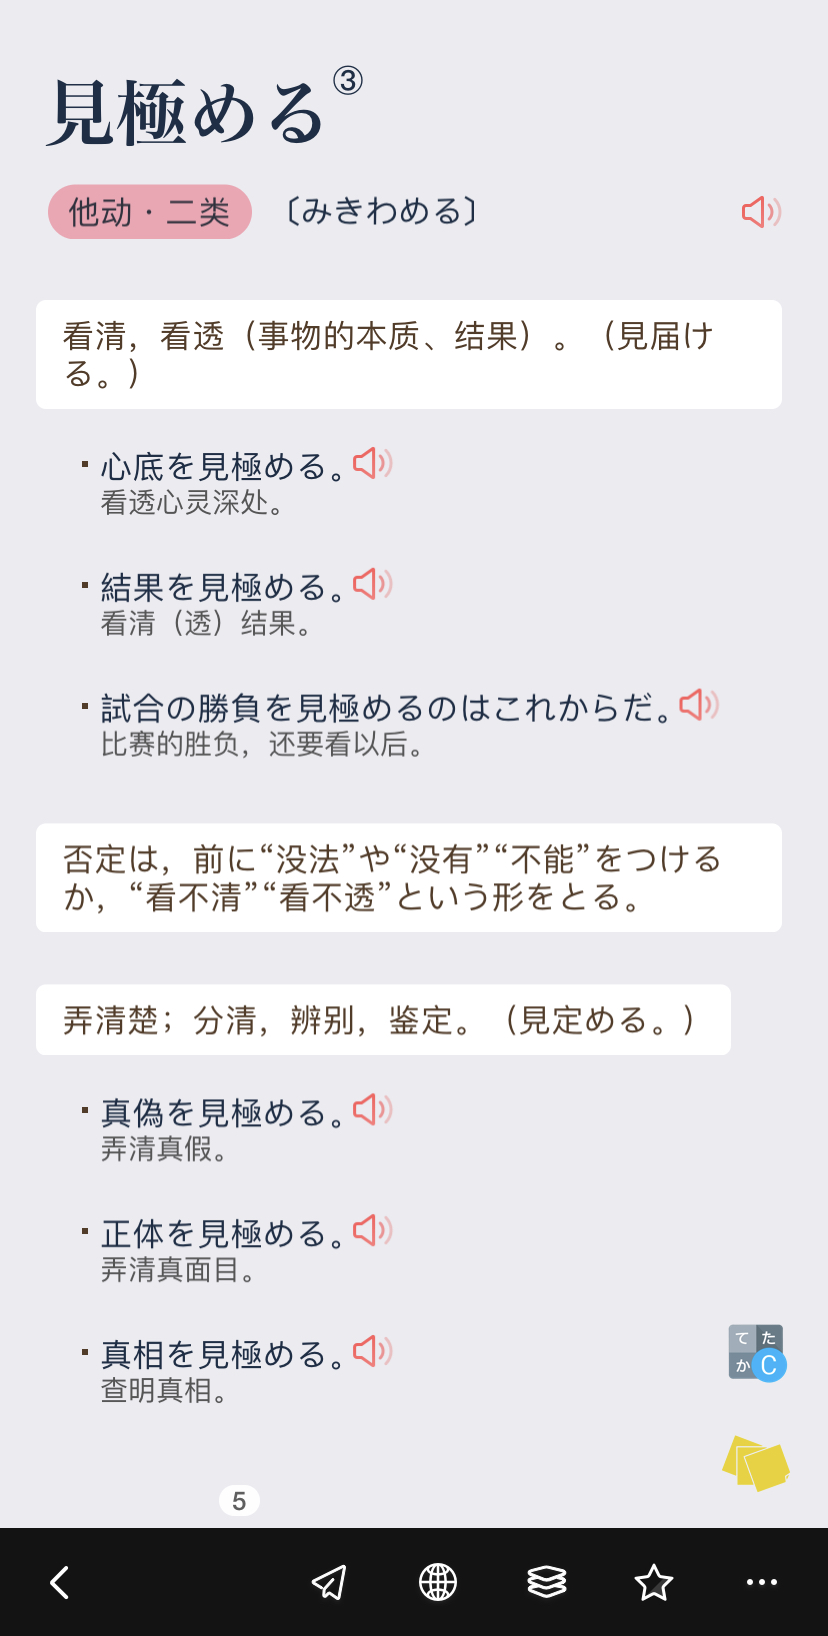 見極める③
他动・二类 〔みきわめる〕
看清，看透（事物的本质、结果）。（見届け
る。）
心底を見極める。
看透心灵深处。
結果を見極める。
看清（透）结果。
試合の勝負を見極めるのはこれからだ。
比赛的胜负，还要看以后。
否定は，前に“没法”や“没有”“不能”をつける
か，“看不清”“看不透”という形をとる。
弄清楚；分清，辨别，鉴定。（見定める。）
真偽を見極める。
弄清真假。
正体を見極める。
弄清真面目。
て た
か C
真相を見極める。
查明真相。
5